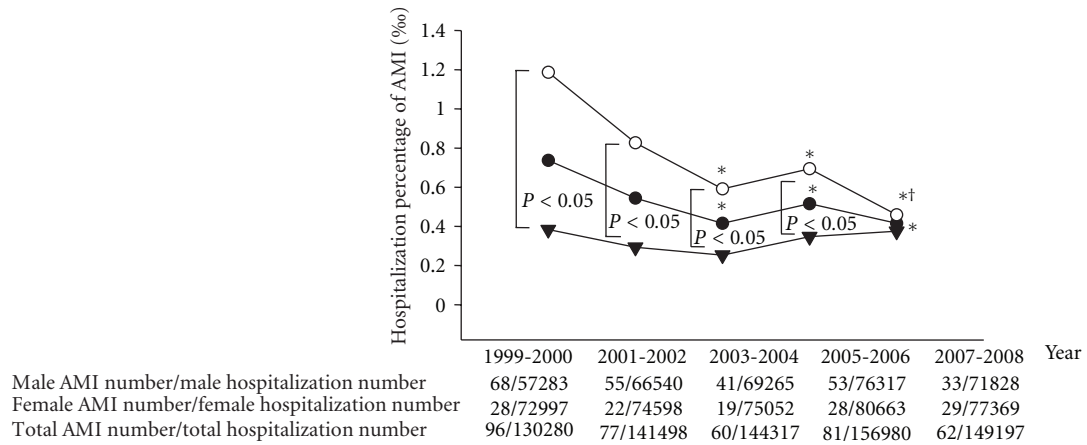 Hospitalization percentage of AMI (‰)
1.4
1.2
1
0.8
0.6
0.4
0.2
0
P < 0.05
P < 0.05
P < 0.05
P < 0.05
*
*
*
*
*†
*
1999-2000 2001-2002 2003-2004 2005-2006 2007-2008 Year
Male AMI number/male hospitalization number 68/57283 55/66540 41/69265 53/76317 33/71828
Female AMI number/female hospitalization number 28/72997 22/74598 19/75052 28/80663 29/77369
Total AMI number/total hospitalization number 96/130280 77/141498 60/144317 81/156980 62/149197